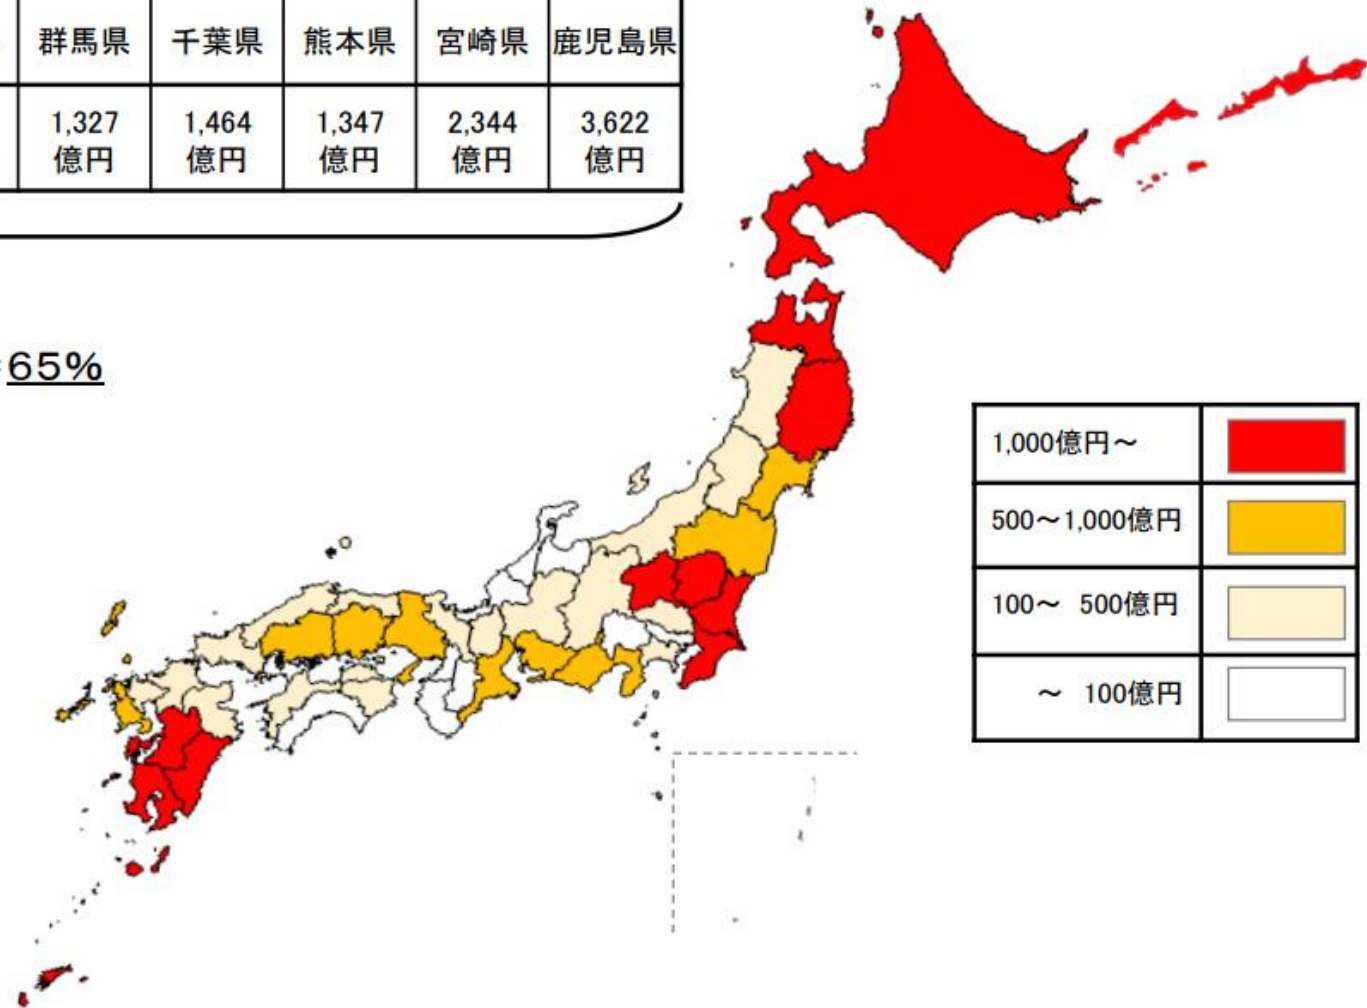 群馬県 千葉県 熊本県 宮崎県 鹿児島県
1,327 1,464 1,347 2,344 3,622
億円 億円 億円 億円 億円
65%
1,000億円～
500～1,000億円
100～ 500億円
～ 100億円